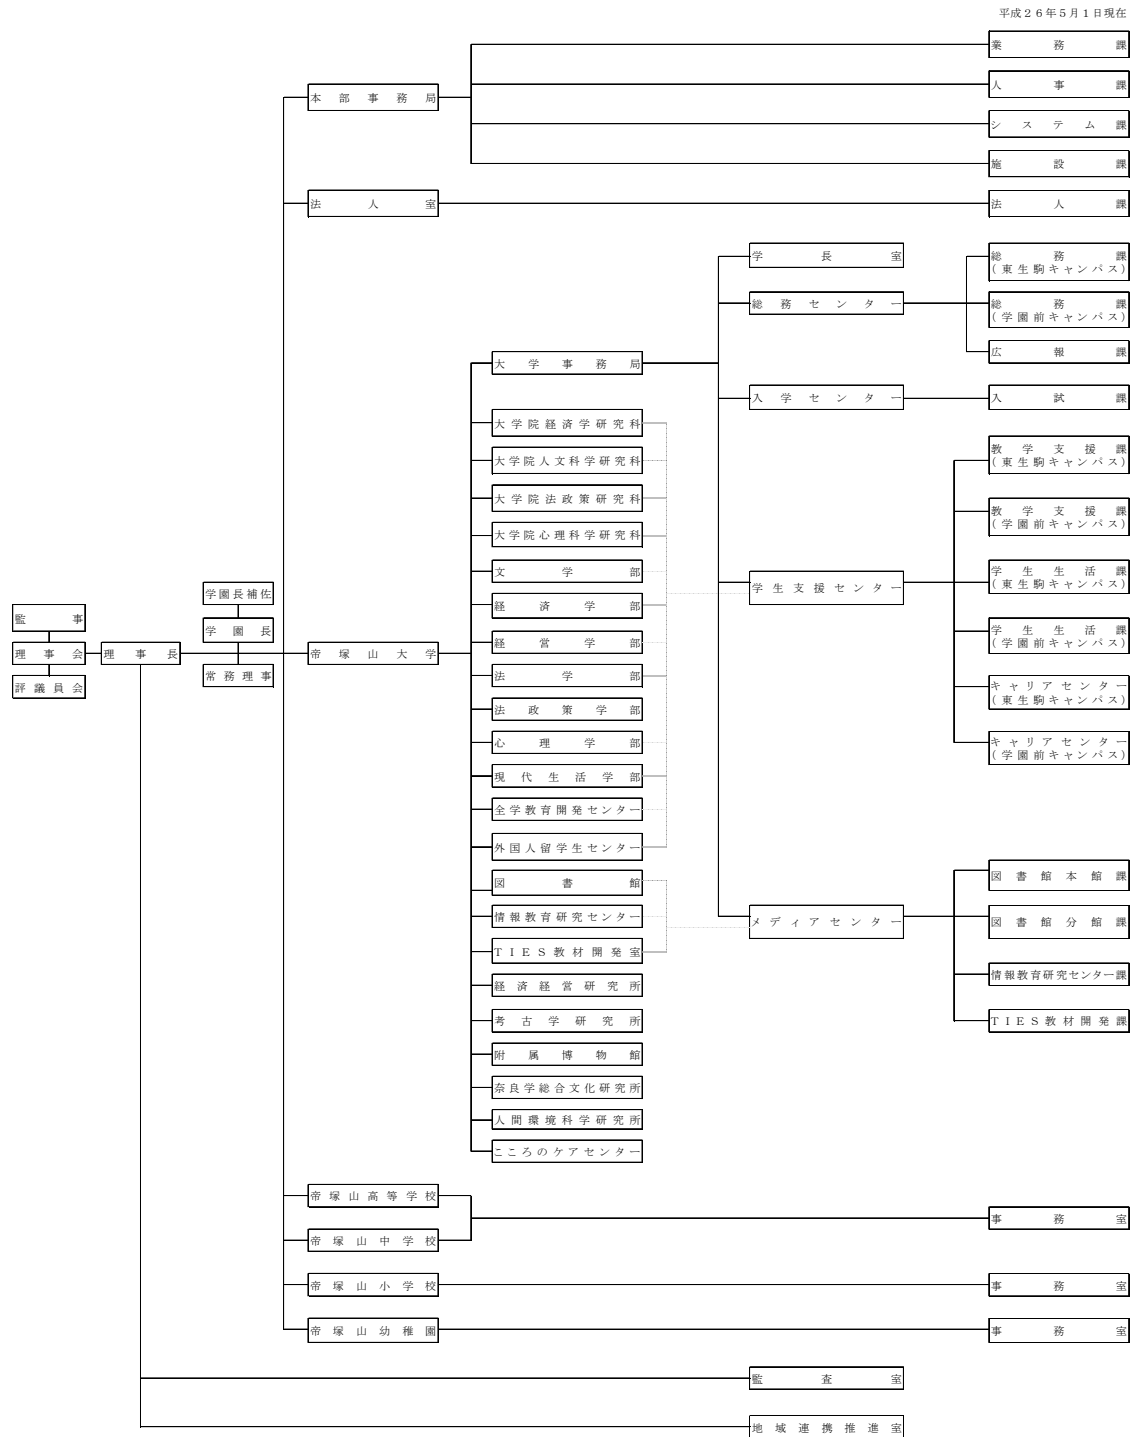 平成２６年５月１日現在
業務課
人事課
本部事務局
システム課
施設課
法人室
法人課
学長室
総務課
(東生駒キャンパス)
総務センター
総務課
(学園前キャンパス)
広報課
大学事務局
入学センター
入試課
大学院経済学研究科
教学支援課
(東生駒キャンパス)
大学院人文科学研究科
大学院法政策研究科
教学支援課
(学園前キャンパス)
大学院心理科学研究科
文学部
学生支援センター
学生生活課
(東生駒キャンパス)
学園長補佐
経済学部
監事
学園長
経営学部
学生生活課
(学園前キャンパス)
理事会
理事長
帝塚山大学
常務理事
法学部
評議員会
キャリアセンター
(東生駒キャンパス)
法政策学部
心理学部
キャリアセンター
(学園前キャンパス)
現代生活学部
全学教育開発センター
外国人留学生センター
図書館
図書館本館課
情報教育研究センター
メディアセンター
図書館分館課
ＴＩＥＳ教材開発室
情報教育研究センター課
経済経営研究所
考古学研究所
ＴＩＥＳ教材開発課
附属博物館
奈良学総合文化研究所
人間環境科学研究所
こころのケアセンター
帝塚山高等学校
事務室
帝塚山中学校
帝塚山小学校
事務室
帝塚山幼稚園
事務室
監査室
地域連携推進室